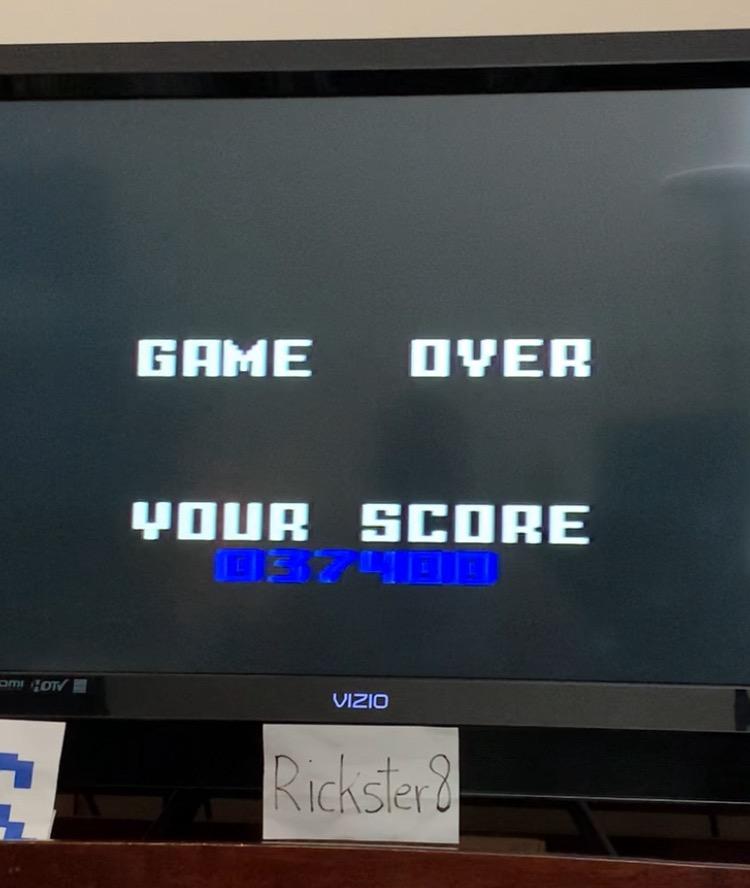 GAME OVER
YOUR SCORE
037400
HDTV
VIZIO
Rickster8